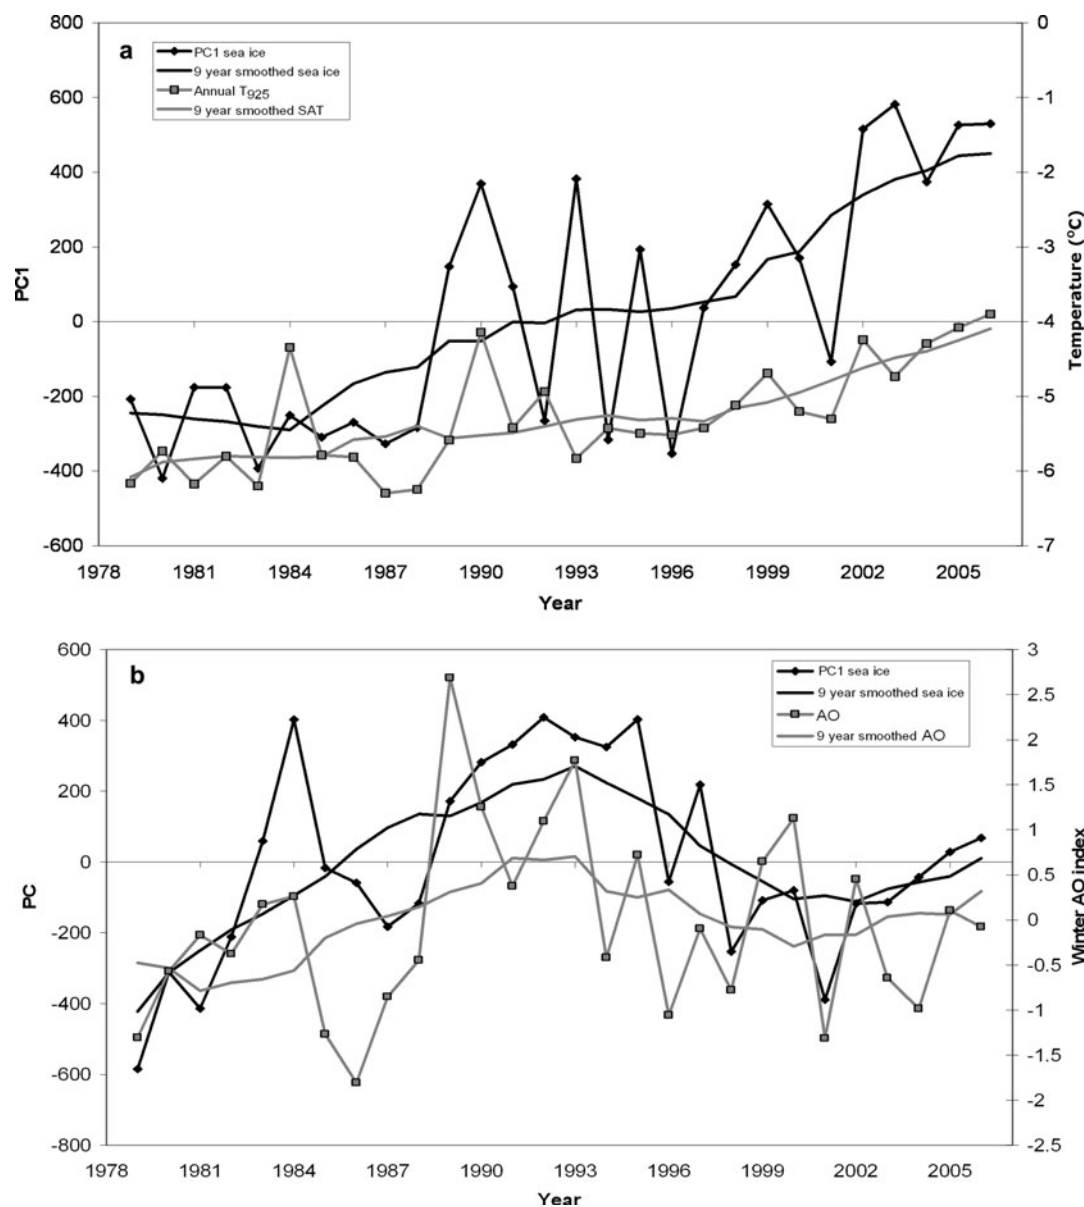 800
600
400
200
0
-200
-400
-600
PC1
a
PC1 sea ice
9 year smoothed sea ice
Annual T925
9 year smoothed SAT
0
-1
-2
-3
-4
-5
-6
-7
Temperature (°C)
1978 1981 1984 1987 1990 1993 1996 1999 2002 2005
Year
600
400
200
0
-200
-400
-600
-800
PC
b
PC1 sea ice
9 year smoothed sea ice
AO
9 year smoothed AO
3
2.5
2
1.5
1
0.5
0
-0.5
-1
-1.5
-2
-2.5
Winter AO index
1978 1981 1984 1987 1990 1993 1996 1999 2002 2005
Year